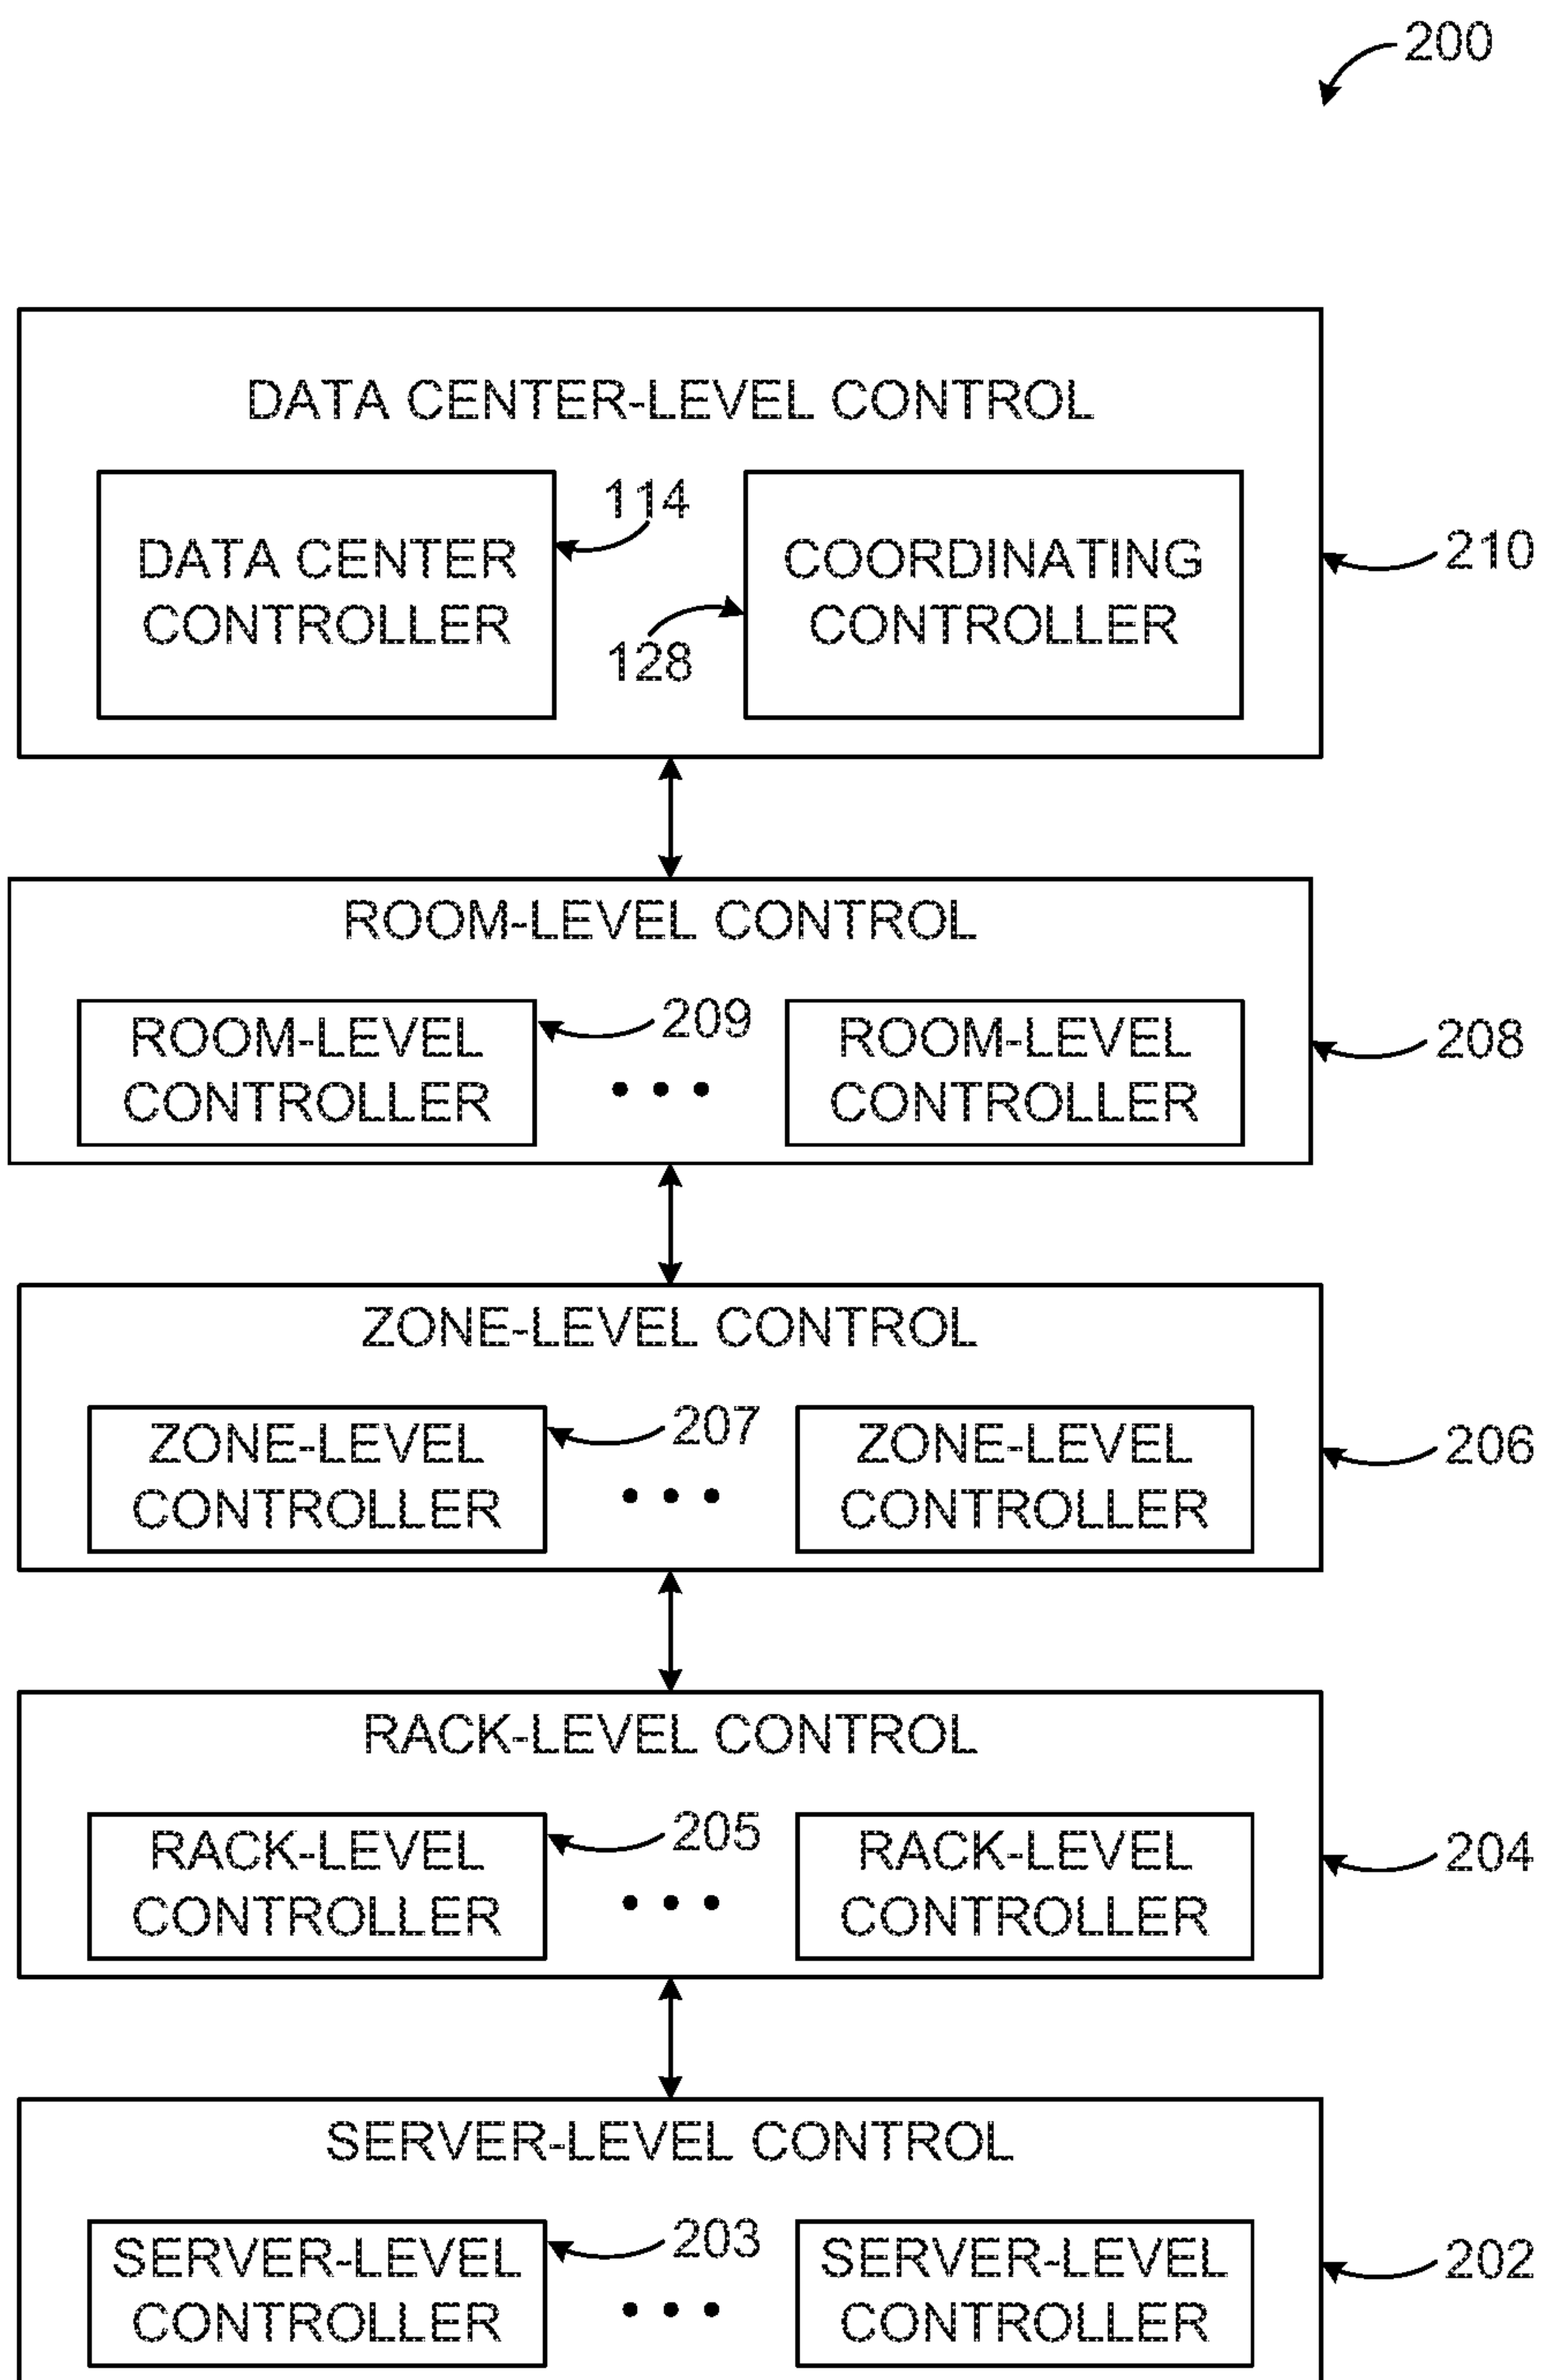 200
DATA CENTER-LEVEL CONTROL
DATA CENTER
CONTROLLER
114
128
COORDINATING
CONTROLLER
210
ROOM-LEVEL CONTROL
ROOM-LEVEL
CONTROLLER
209
ROOM-LEVEL
CONTROLLER
208
ZONE-LEVEL CONTROL
ZONE-LEVEL
CONTROLLER
207
ZONE-LEVEL
CONTROLLER
206
RACK-LEVEL CONTROL
RACK-LEVEL
CONTROLLER
205
RACK-LEVEL
CONTROLLER
204
SERVER-LEVEL CONTROL
SERVER-LEVEL
CONTROLLER
203
SERVER-LEVEL
CONTROLLER
202